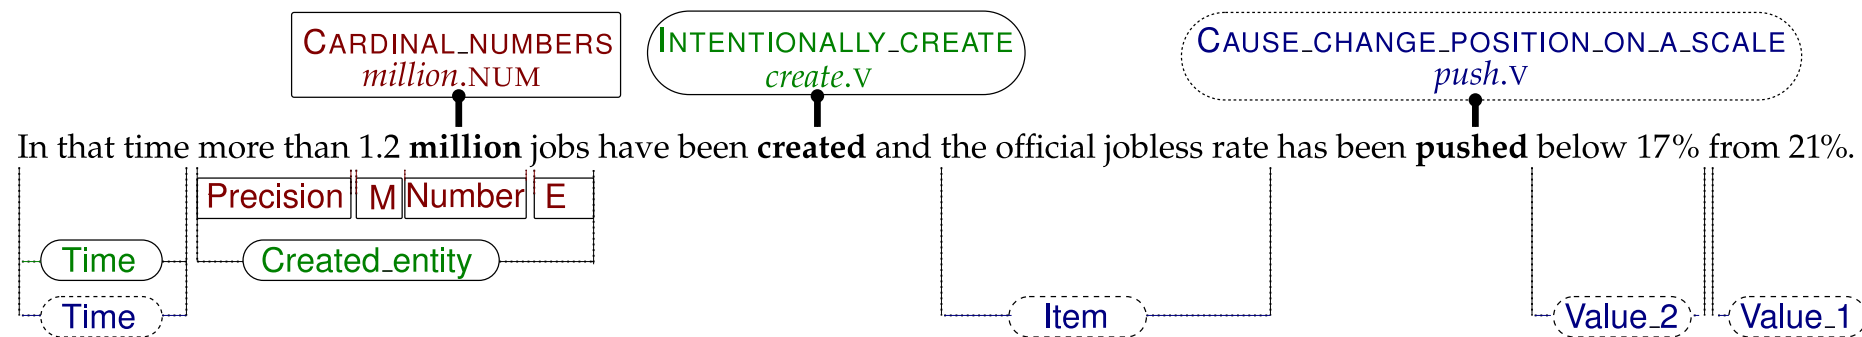 CARDINAL_NUMBERS INTENTIONALLY_CREATE CAUSE_CHANGE_POSITION_ON_A_SCALE
million.NUM create.V push.V
In that time more than 1.2 million jobs have been created and the official jobless rate has been pushed below 17% from 21%.
Precision M Number E
Time Created_entity
Time Item Value_2 Value_1